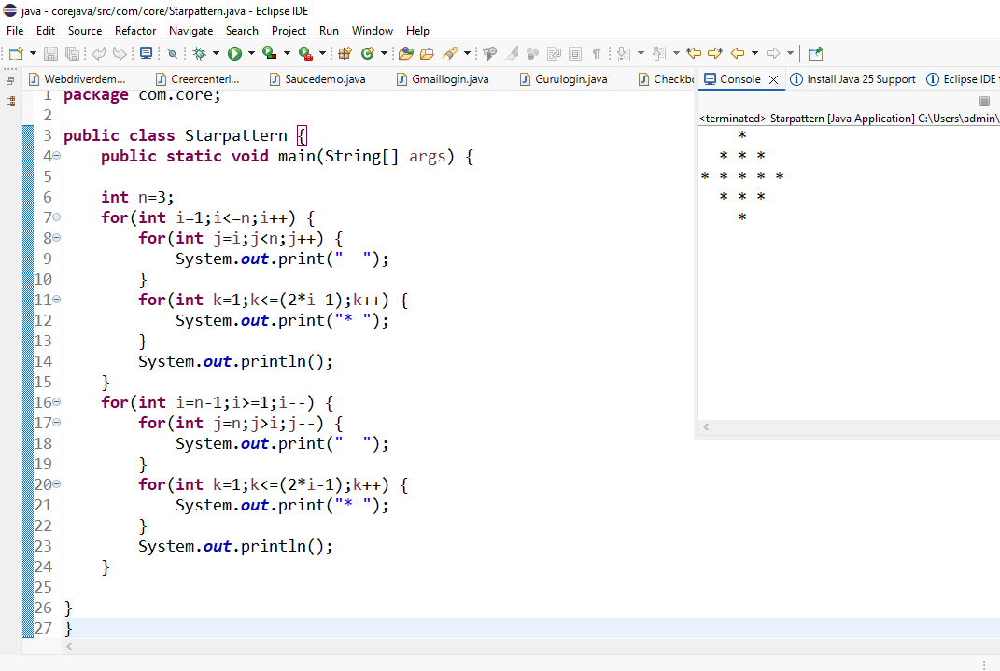 java - corejava/src/com/core/Starpattern.java - Eclipse IDE
File Edit Source Refactor Navigate Search Project Run Window Help
Webdriverdem... Creercenterl... Saucedemo.java Gmaillogin.java Gurulogin.java Checkbo Console Install Java 25 Support Eclipse IDE
<terminated> Starpattern [Java Application] C:\Users\admin\
    *
  * * *
* * * * *
  * * *
    *
1 package com.core;
2
3 public class Starpattern {
4     public static void main(String[] args) {
5
6     int n=3;
7     for(int i=1;i<=n;i++) {
8         for(int j=i;j<n;j++) {
9             System.out.print("  ");
10         }
11         for(int k=1;k<=(2*i-1);k++) {
12             System.out.print("* ");
13         }
14         System.out.println();
15     }
16     for(int i=n-1;i>=1;i--) {
17         for(int j=n;j>i;j--) {
18             System.out.print("  ");
19         }
20         for(int k=1;k<=(2*i-1);k++) {
21             System.out.print("* ");
22         }
23         System.out.println();
24     }
25
26 }
27 }